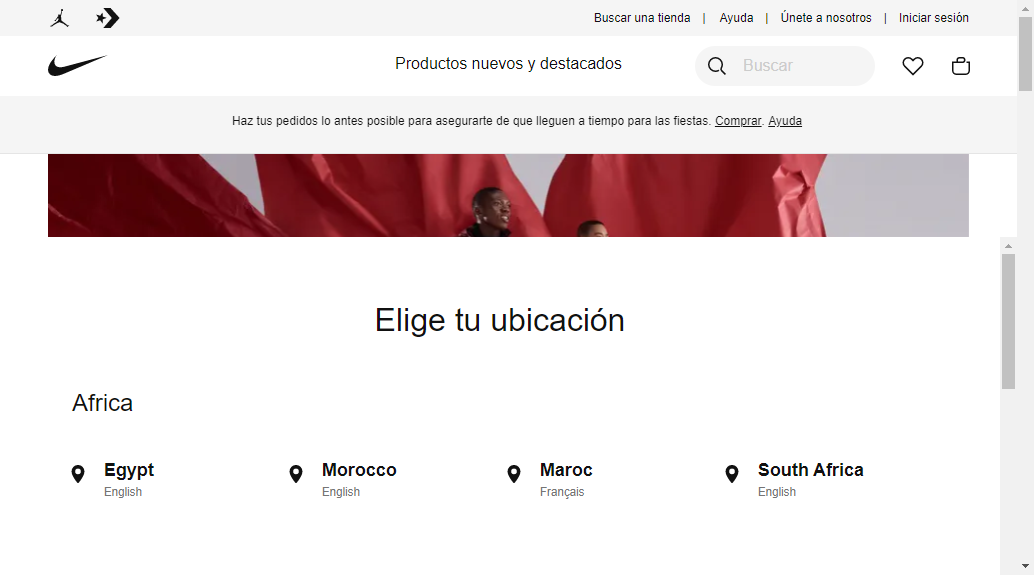 Buscar una tienda | Ayuda | Únete a nosotros | Iniciar sesión
Productos nuevos y destacados
Buscar
Haz tus pedidos lo antes posible para asegurarte de que lleguen a tiempo para las fiestas. Comprar. Ayuda
Elige tu ubicación
Africa
Egypt
English
Morocco
English
Maroc
Français
South Africa
English